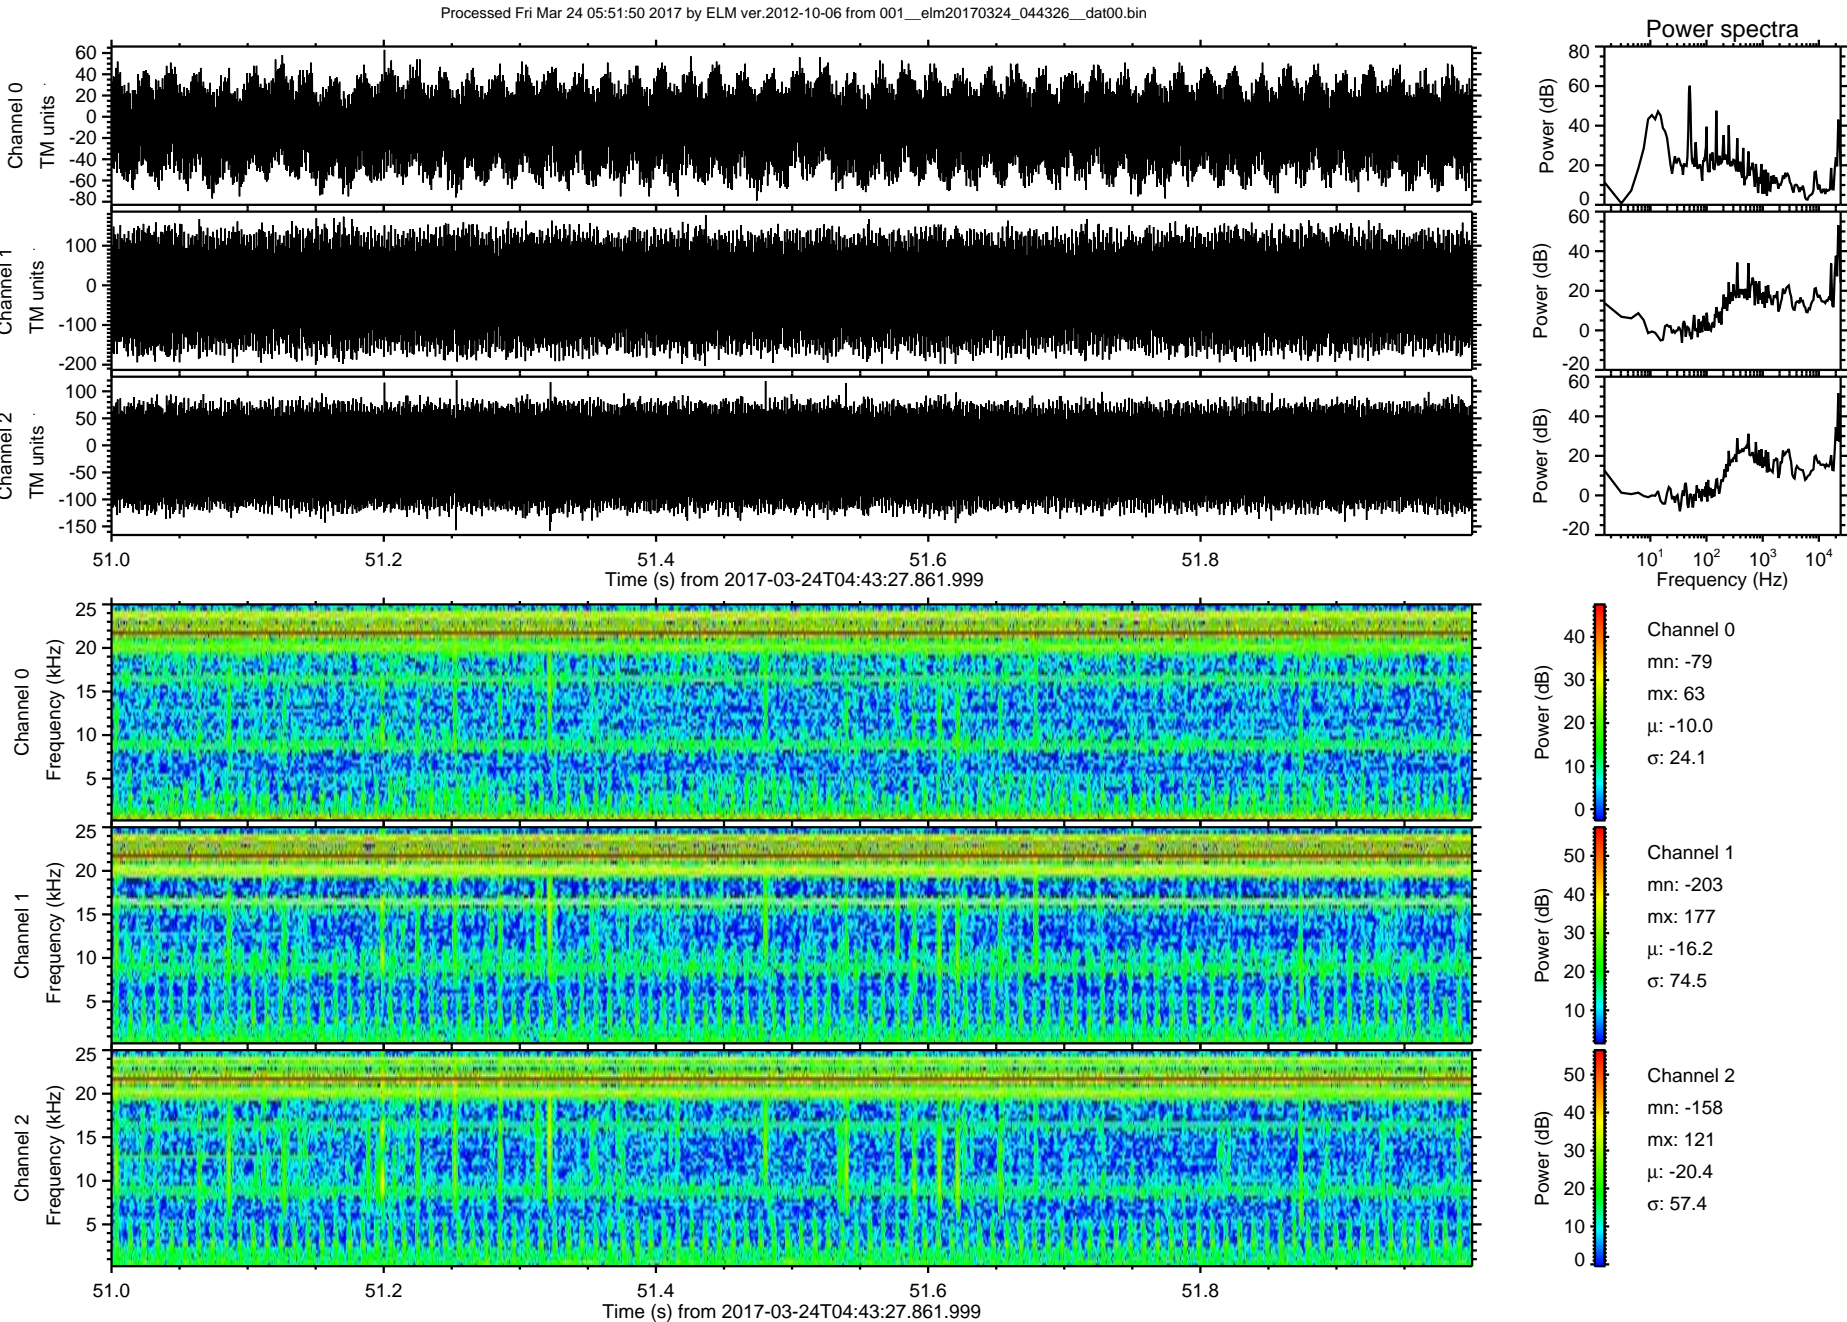 Processed Fri Mar 24 05:51:50 2017 by ELM ver.2012-10-06 from 001__elm20170324_044326__dat00.bin
Power spectra
Channel 0
TM units
60
40
20
0
-20
-40
-60
-80
Power (dB)
80
60
40
20
0
Channel 1
TM units
100
0
-100
-200
Power (dB)
60
40
20
0
-20
Channel 2
TM units
100
50
0
-50
-100
-150
Power (dB)
60
40
20
0
-20
51.0 51.2 51.4 51.6 51.8
Time (s) from 2017-03-24T04:43:27.861.999
10^1 10^2 10^3 10^4
Frequency (Hz)
Channel 0
Frequency (kHz)
25
20
15
10
5
Power (dB)
40
30
20
10
0
Channel 0
mn: -79
mx: 63
μ: -10.0
σ: 24.1
Channel 1
Frequency (kHz)
25
20
15
10
5
Power (dB)
50
40
30
20
10
Channel 1
mn: -203
mx: 177
μ: -16.2
σ: 74.5
Channel 2
Frequency (kHz)
25
20
15
10
5
Power (dB)
50
40
30
20
10
0
Channel 2
mn: -158
mx: 121
μ: -20.4
σ: 57.4
51.0 51.2 51.4 51.6 51.8
Time (s) from 2017-03-24T04:43:27.861.999